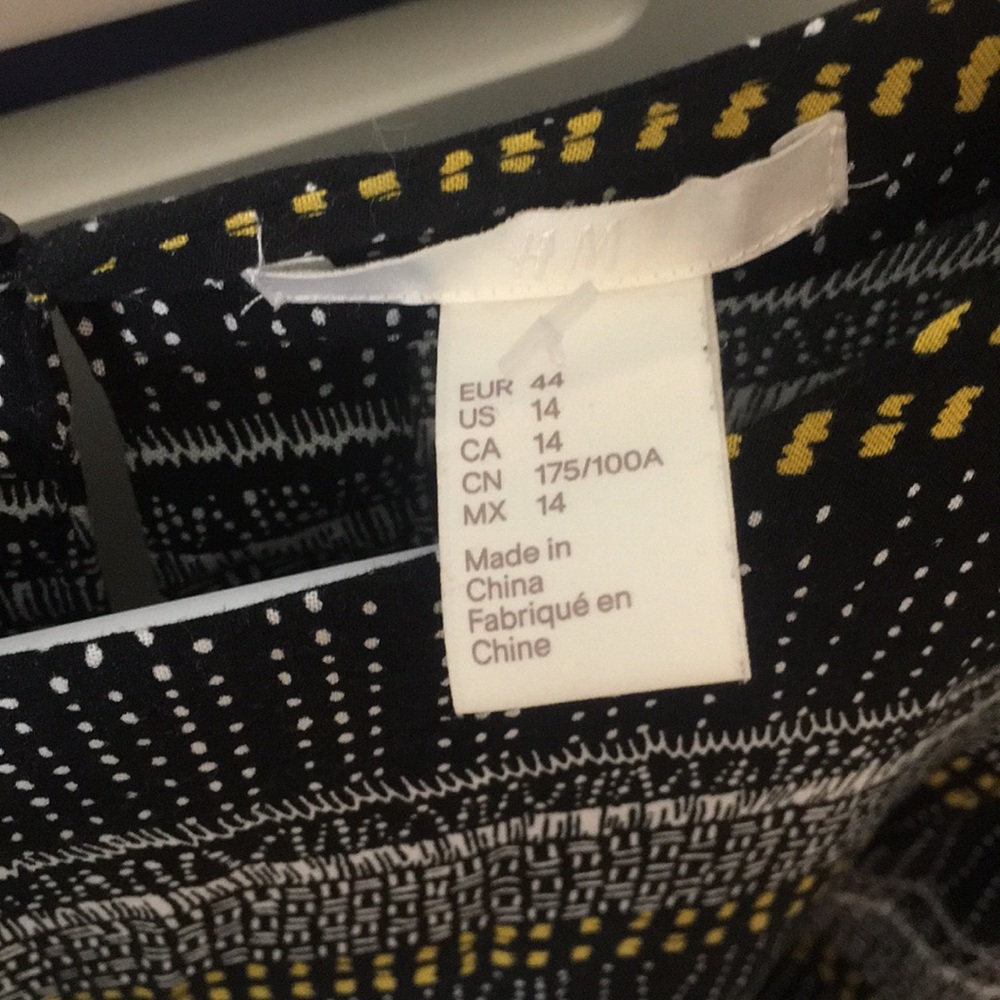 H M
EUR 44
US 14
CA 14
CN 175/100A
MX 14
Made in
China
Fabriqué en
Chine